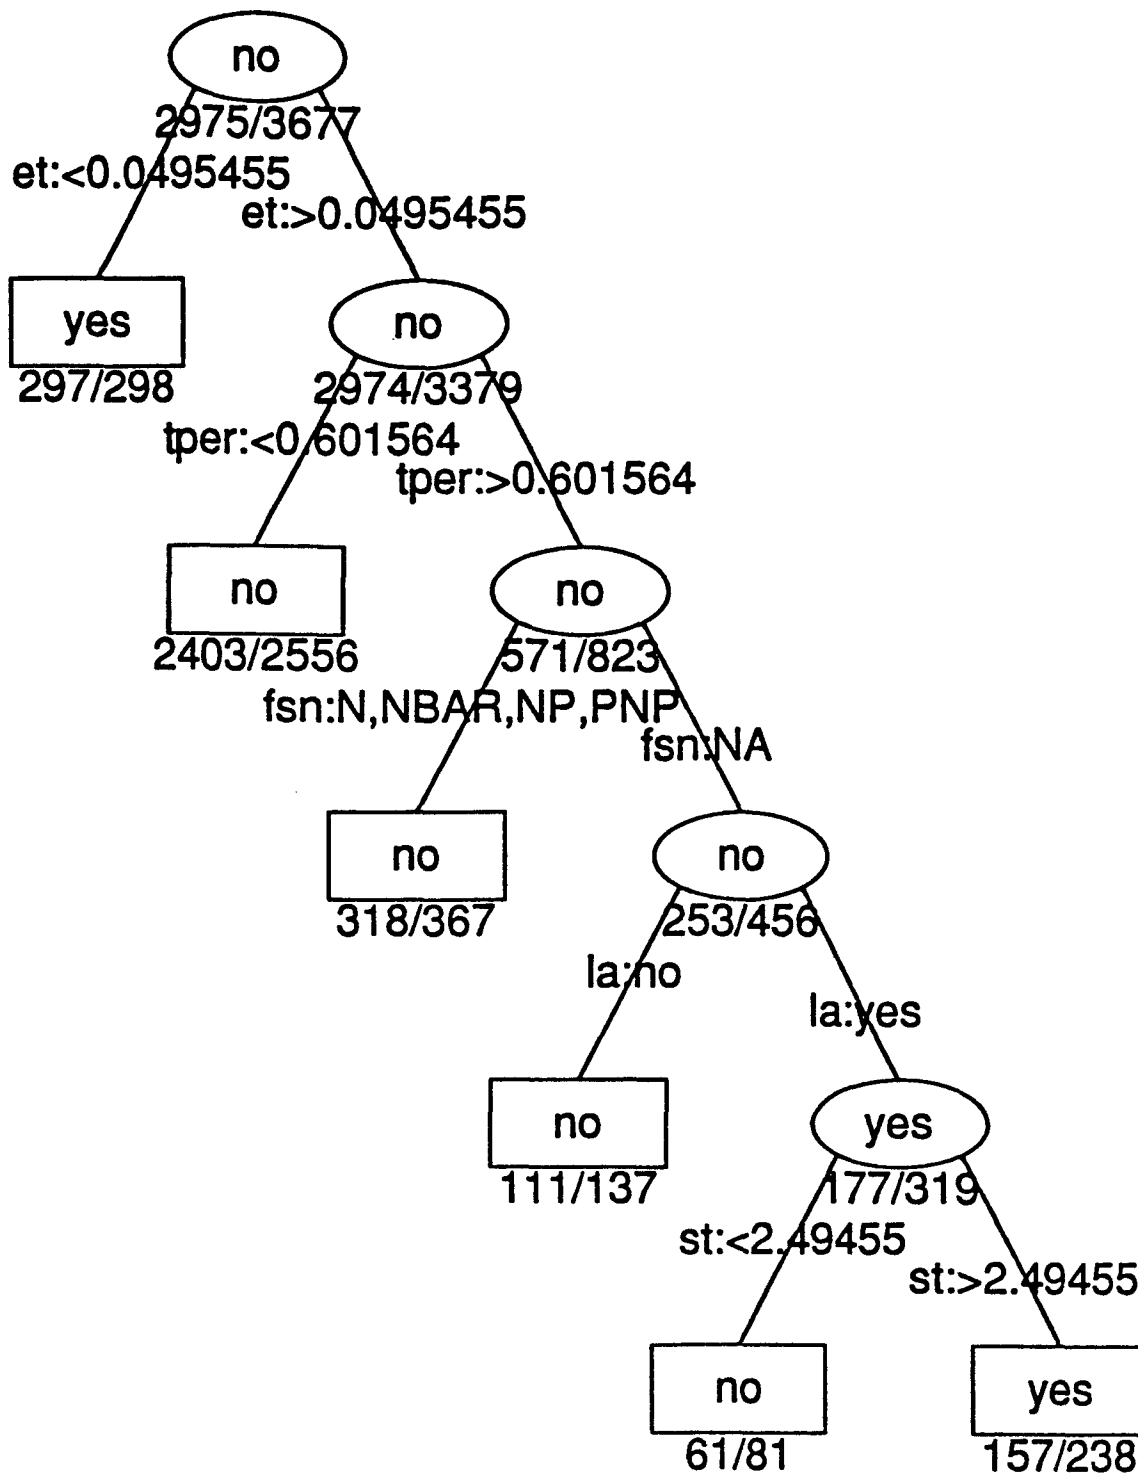 no
2975/3677
et:<0.0495455
et:>0.0495455
yes
297/298
no
2974/3379
tper:<0.601564
tper:>0.601564
no
2403/2556
no
571/823
fsn:N,NBAR,NP,PNP
fsn:NA
no
318/367
no
253/456
la:no
la:yes
no
111/137
yes
177/319
st:<2.49455
st:>2.49455
no
61/81
yes
157/238